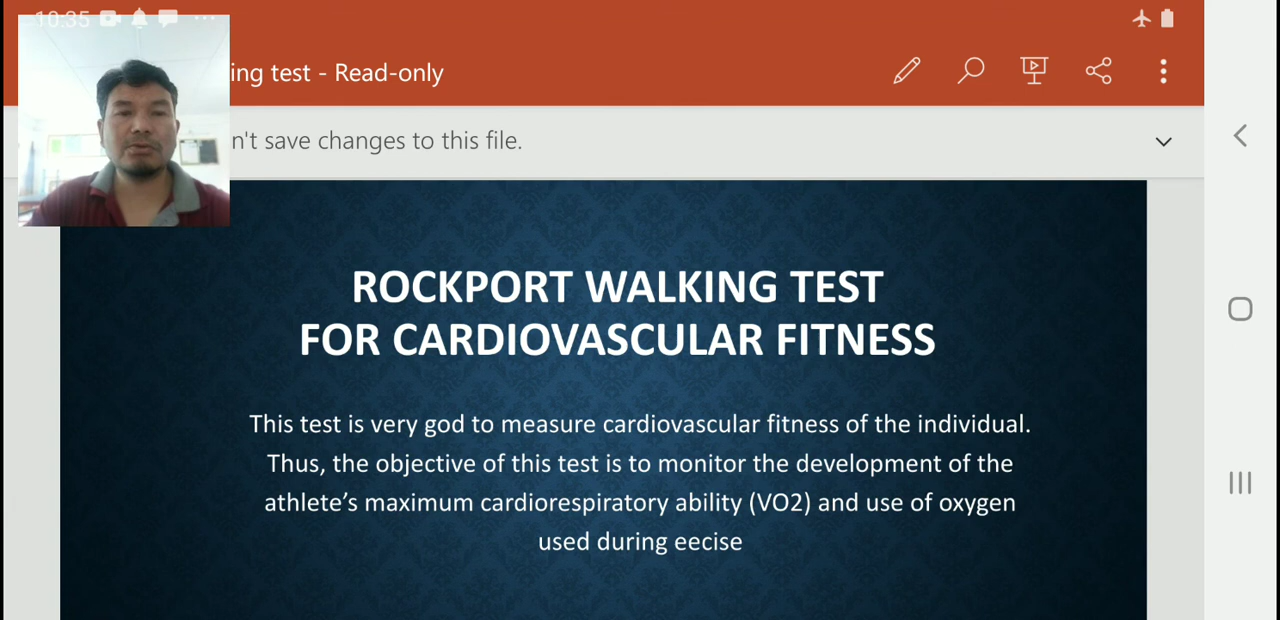 10:35
ing test - Read-only
n't save changes to this file.
ROCKPORT WALKING TEST
FOR CARDIOVASCULAR FITNESS
This test is very god to measure cardiovascular fitness of the individual.
Thus, the objective of this test is to monitor the development of the
athlete’s maximum cardiorespiratory ability (VO2) and use of oxygen
used during eecise